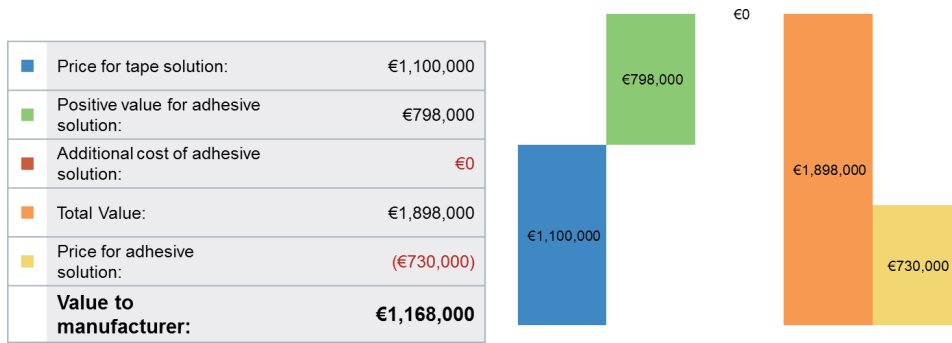 Price for tape solution: €1,100,000
Positive value for adhesive
solution: €798,000
Additional cost of adhesive
solution: €0
Total Value: €1,898,000
Price for adhesive
solution: (€730,000)
Value to
manufacturer: €1,168,000
€0
€798,000
€1,898,000
€1,100,000
€730,000